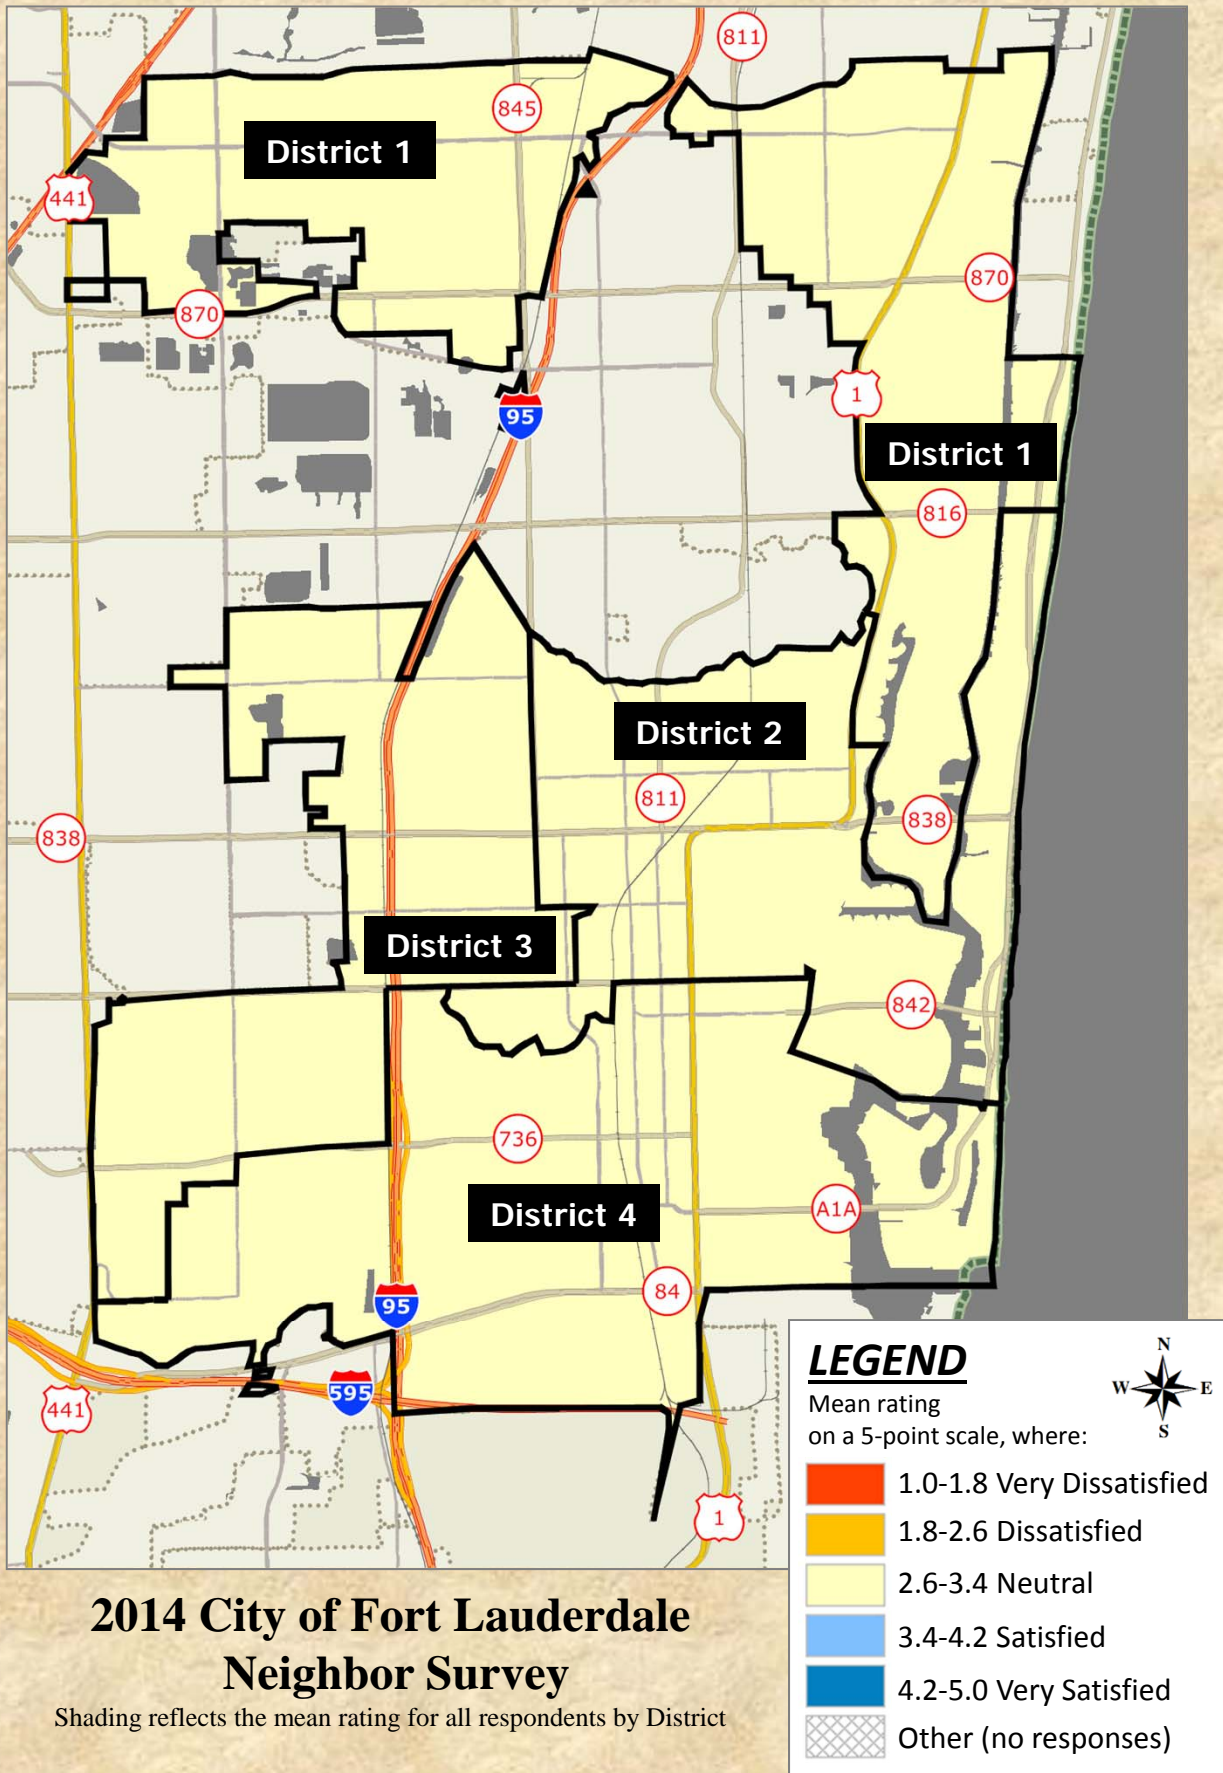 811
845
District 1
441
870
870
95
1
District 1
816
District 2
811
838
838
District 3
842
736
A1A
District 4
84
95
595
441
1
LEGEND
N
W E
S
Mean rating
on a 5-point scale, where:
1.0-1.8 Very Dissatisfied
1.8-2.6 Dissatisfied
2.6-3.4 Neutral
3.4-4.2 Satisfied
4.2-5.0 Very Satisfied
Other (no responses)
2014 City of Fort Lauderdale
Neighbor Survey
Shading reflects the mean rating for all respondents by District